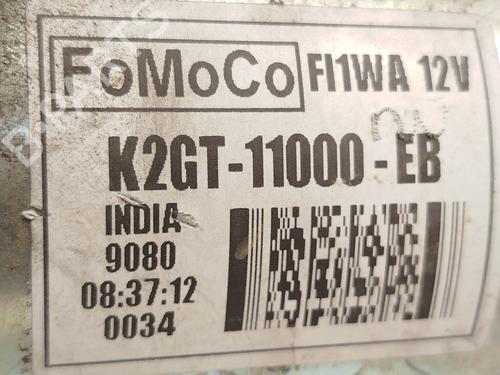 FoMoCo FI1WA 12V
K2GT-11000-EB
INDIA
9080
08:37:12
0034